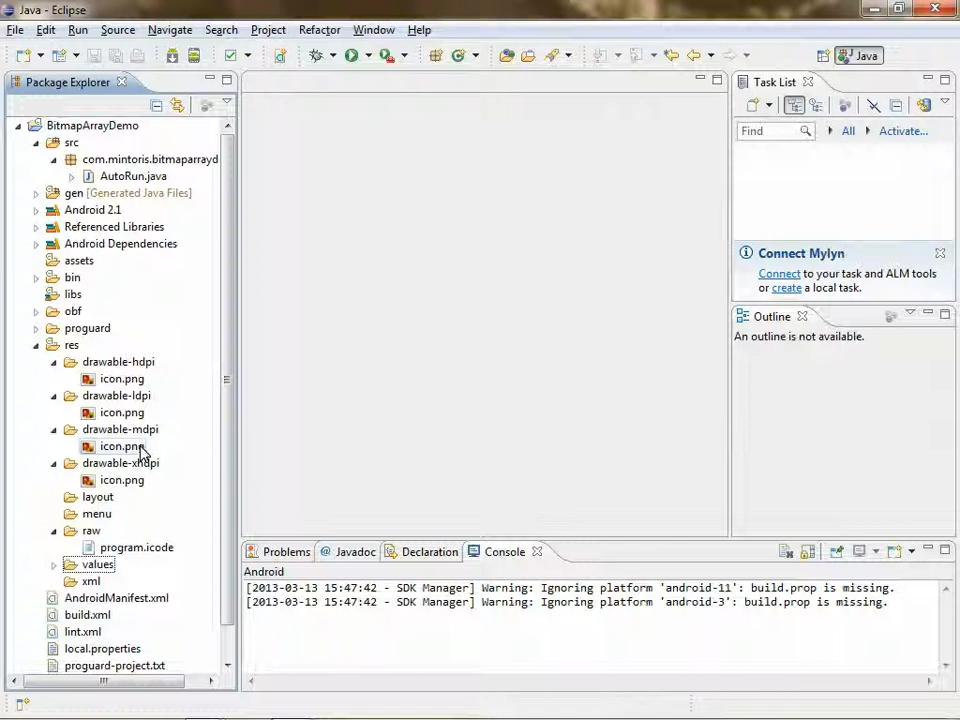 Java - Eclipse
File Edit Run Source Navigate Search Project Refactor Window Help
Java
Package Explorer
BitmapArrayDemo
src
com.mintoris.bitmaparrayd
AutoRun.java
gen [Generated Java Files]
Android 2.1
Referenced Libraries
Android Dependencies
assets
bin
libs
obf
proguard
res
drawable-hdpi
icon.png
drawable-ldpi
icon.png
drawable-mdpi
icon.png
drawable-xhdpi
icon.png
layout
menu
raw
program.icode
values
xml
AndroidManifest.xml
build.xml
lint.xml
local.properties
proguard-project.txt
Task List
Find All Activate...
Connect Mylyn
Connect to your task and ALM tools
or create a local task.
Outline
An outline is not available.
Problems Javadoc Declaration Console
Android
[2013-03-13 15:47:42 - SDK Manager] Warning: Ignoring platform 'android-11': build.prop is missing.
[2013-03-13 15:47:42 - SDK Manager] Warning: Ignoring platform 'android-3': build.prop is missing.